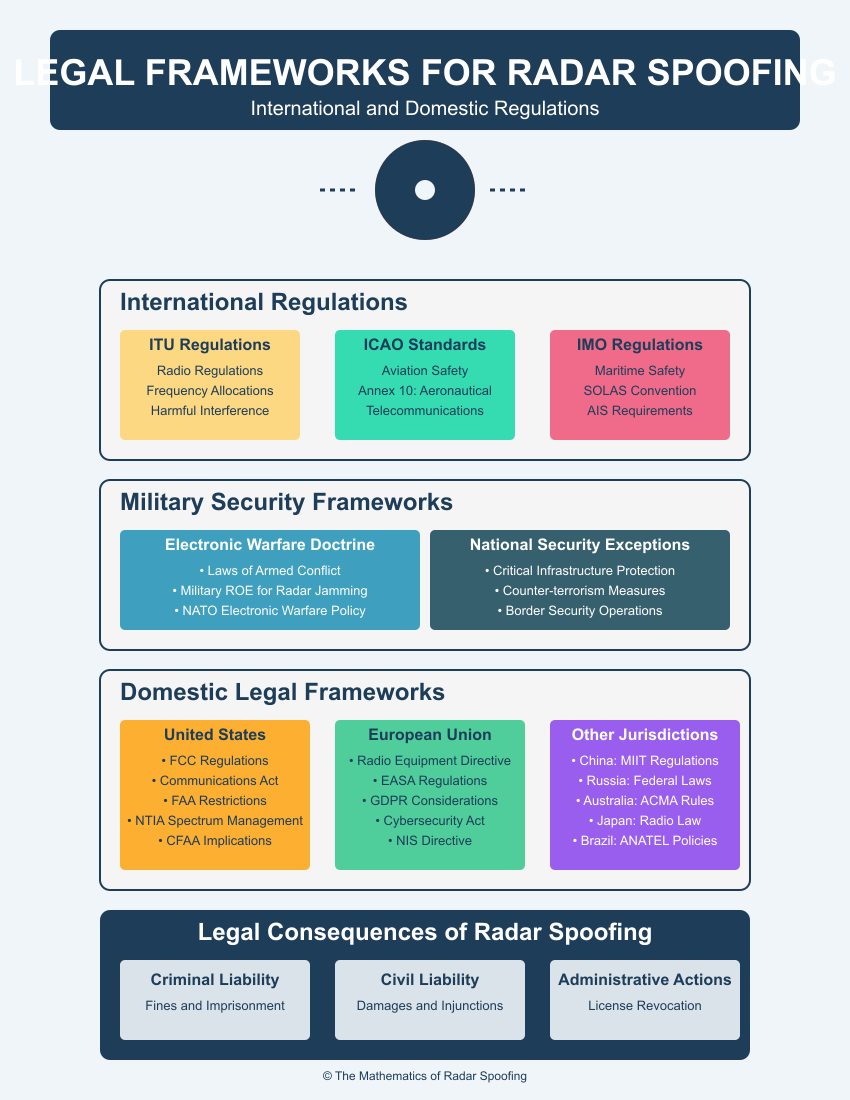 LEGAL FRAMEWORKS FOR RADAR SPOOFING
International and Domestic Regulations
International Regulations
ITU Regulations
Radio Regulations
Frequency Allocations
Harmful Interference
ICAO Standards
Aviation Safety
Annex 10: Aeronautical
Telecommunications
IMO Regulations
Maritime Safety
SOLAS Convention
AIS Requirements
Military Security Frameworks
Electronic Warfare Doctrine
• Laws of Armed Conflict
• Military ROE for Radar Jamming
• NATO Electronic Warfare Policy
National Security Exceptions
• Critical Infrastructure Protection
• Counter-terrorism Measures
• Border Security Operations
Domestic Legal Frameworks
United States
• FCC Regulations
• Communications Act
• FAA Restrictions
• NTIA Spectrum Management
• CFAA Implications
European Union
• Radio Equipment Directive
• EASA Regulations
• GDPR Considerations
• Cybersecurity Act
• NIS Directive
Other Jurisdictions
• China: MIIT Regulations
• Russia: Federal Laws
• Australia: ACMA Rules
• Japan: Radio Law
• Brazil: ANATEL Policies
Legal Consequences of Radar Spoofing
Criminal Liability
Fines and Imprisonment
Civil Liability
Damages and Injunctions
Administrative Actions
License Revocation
© The Mathematics of Radar Spoofing